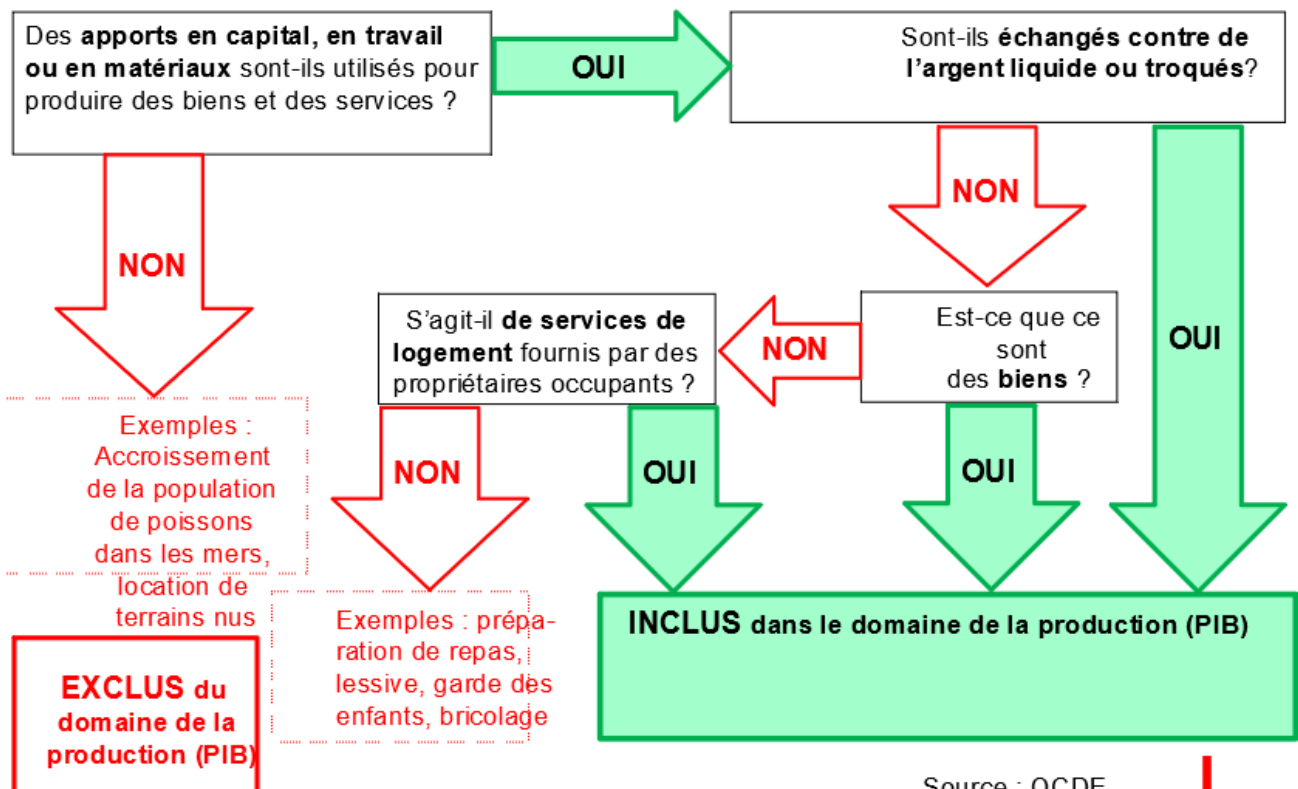 Des apports en capital, en travail
ou en matériaux sont-ils utilisés pour
produire des biens et des services ?
OUI
Sont-ils échangés contre de
l'argent liquide ou troqués?
NON
NON
OUI
S'agit-il de services de
logement fournis par des
propriétaires occupants ?
NON
Est-ce que ce
sont
des biens ?
Exemples :
Accroissement
de la population
de poissons
dans les mers,
location de
terrains nus
NON
OUI
OUI
EXCLUS du
domaine de la
production (PIB)
Exemples : prépa-
ration de repas,
lessive, garde des
enfants, bricolage
INCLUS dans le domaine de la production (PIB)
Source : OCDE